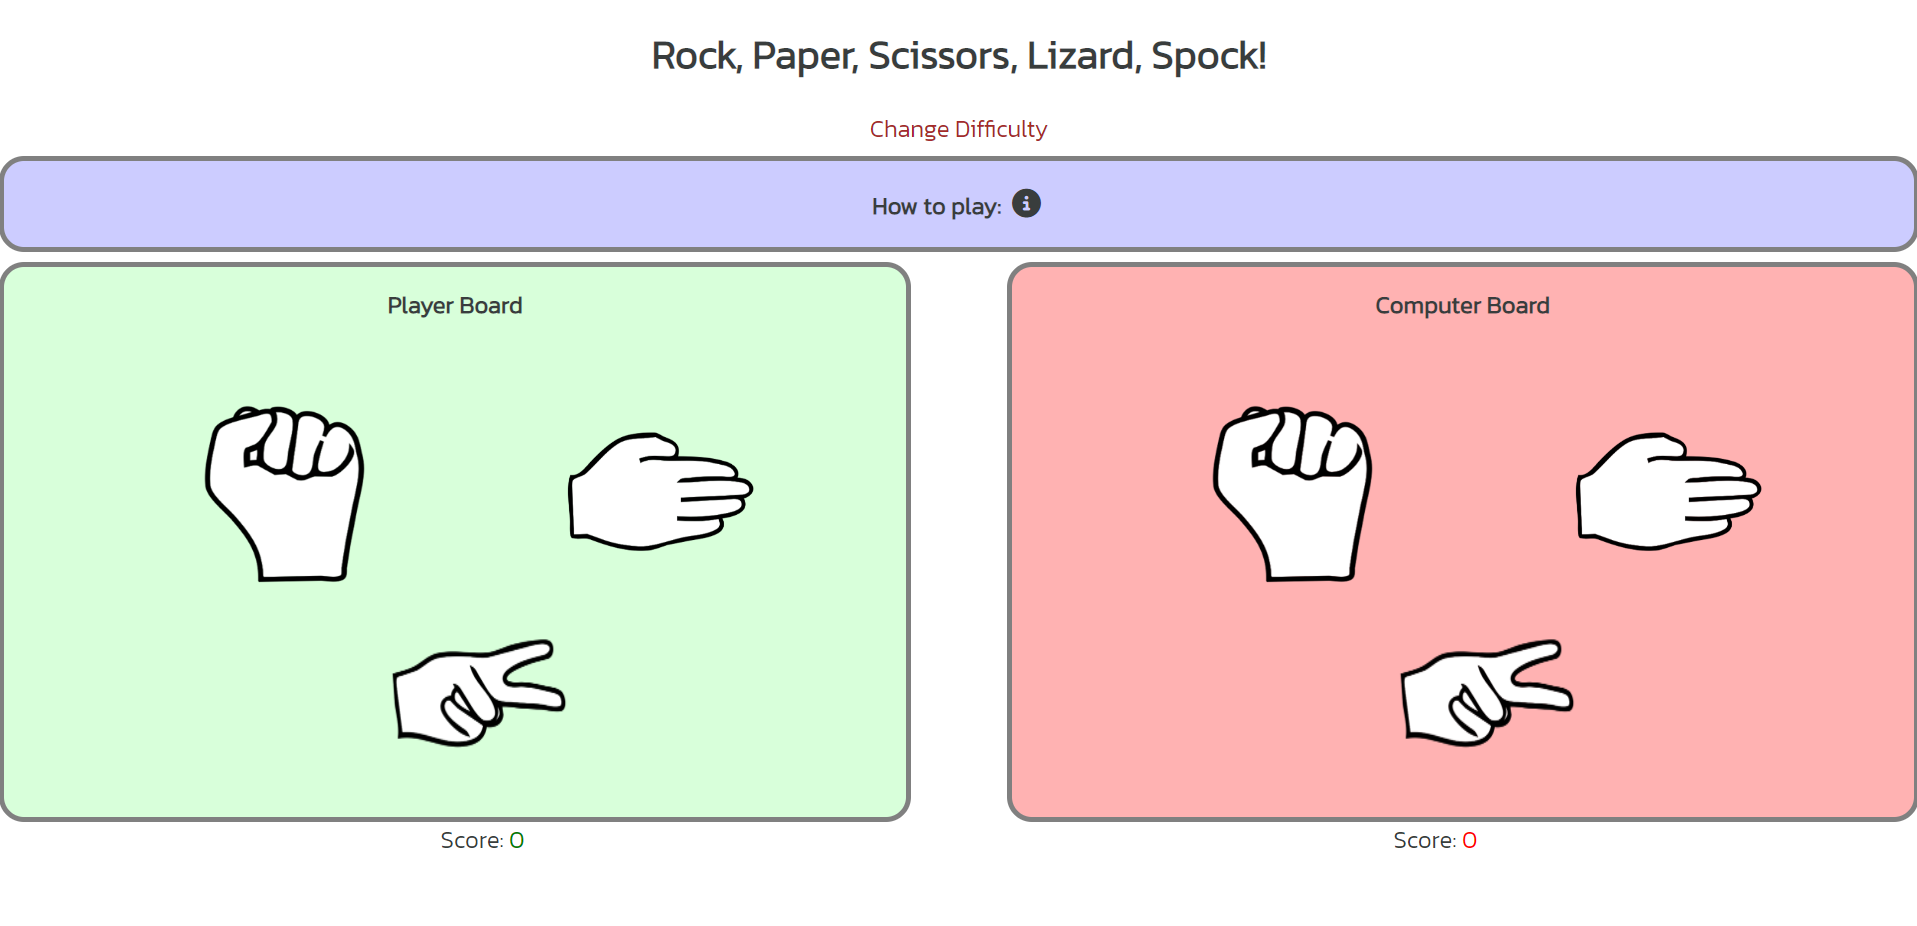 Rock, Paper, Scissors, Lizard, Spock!
Change Difficulty
How to play:
Player Board
Computer Board
Score: 0
Score: 0